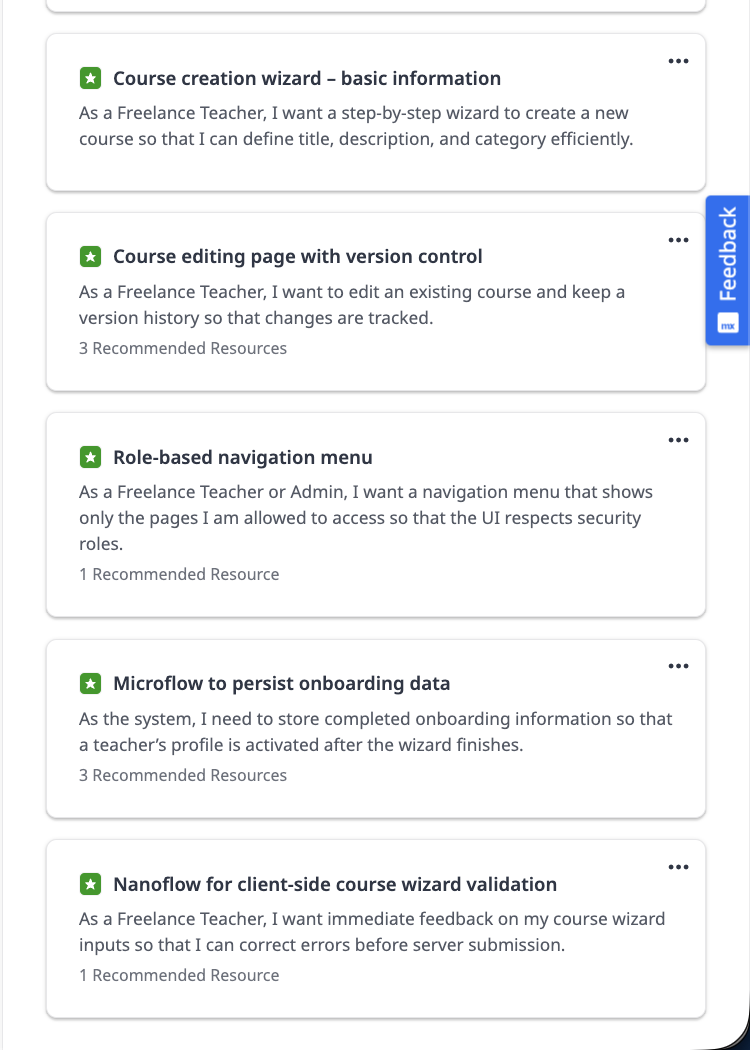 Course creation wizard – basic information
As a Freelance Teacher, I want a step-by-step wizard to create a new
course so that I can define title, description, and category efficiently.
Course editing page with version control
As a Freelance Teacher, I want to edit an existing course and keep a
version history so that changes are tracked.
3 Recommended Resources
Role-based navigation menu
As a Freelance Teacher or Admin, I want a navigation menu that shows
only the pages I am allowed to access so that the UI respects security
roles.
1 Recommended Resource
Microflow to persist onboarding data
As the system, I need to store completed onboarding information so that
a teacher’s profile is activated after the wizard finishes.
3 Recommended Resources
Nanoflow for client-side course wizard validation
As a Freelance Teacher, I want immediate feedback on my course wizard
inputs so that I can correct errors before server submission.
1 Recommended Resource
mx Feedback